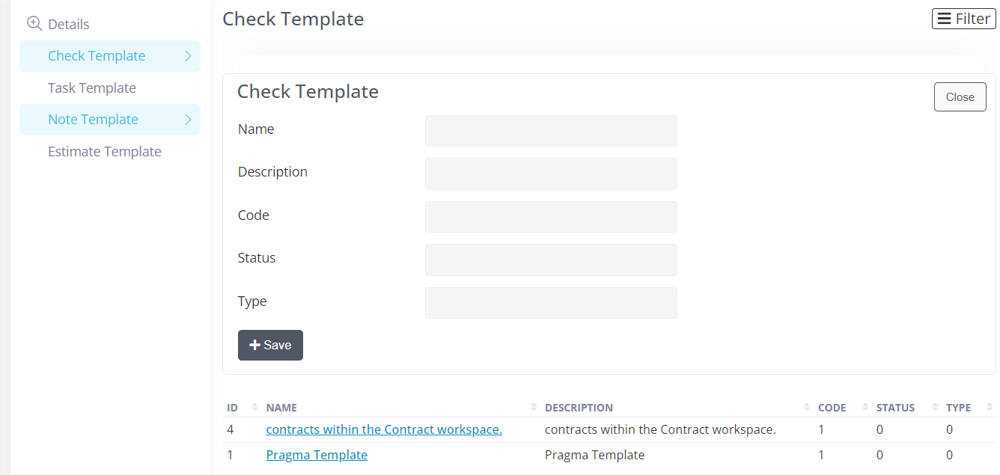 Details
Check Template
Task Template
Note Template
Estimate Template
Check Template
Filter
Check Template
Close
Name
Description
Code
Status
Type
Save
ID NAME DESCRIPTION CODE STATUS TYPE
4 contracts within the Contract workspace. contracts within the Contract workspace. 1 0 0
1 Pragma Template Pragma Template 1 0 0